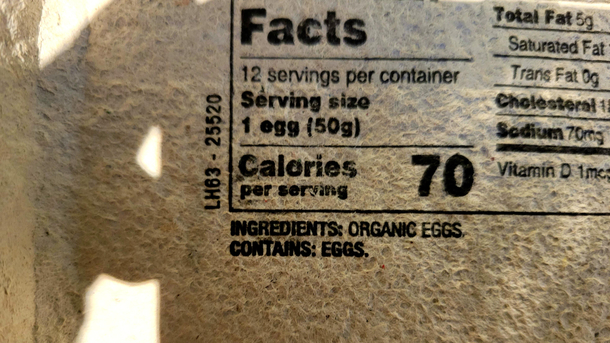 Facts
12 servings per container
Serving size
1 egg (50g)
Calories
per serving
70
Total Fat 5g
Saturated Fat
Trans Fat 0g
Cholesterol
Sodium 70mg
Vitamin D 1mcg
LH63 - 25520
INGREDIENTS: ORGANIC EGGS.
CONTAINS: EGGS.